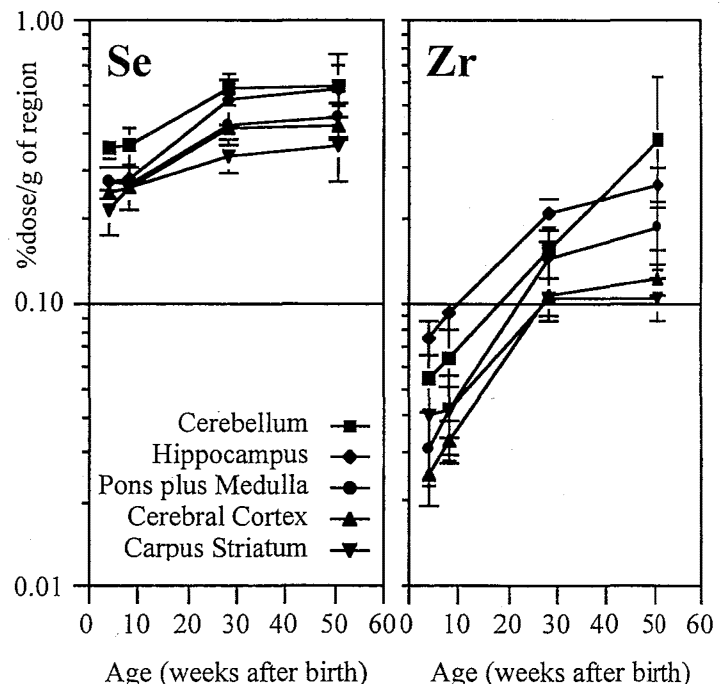 1.00
Se
Zr
%dose/g of region
0.10
Cerebellum
Hippocampus
Pons plus Medulla
Cerebral Cortex
Carpus Striatum
0.01
0 10 20 30 40 50 60 0 10 20 30 40 50 60
Age (weeks after birth) Age (weeks after birth)